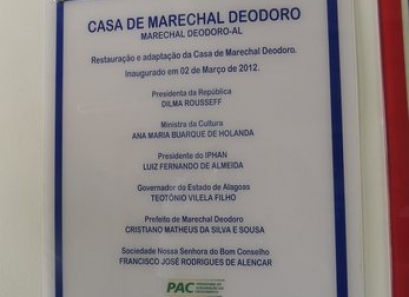 CASA DE MARECHAL DEODORO
MARECHAL DEODORO-AL
Restauração e adaptação da Casa de Marechal Deodoro.
Inaugurado em 02 de Março de 2012.
Presidenta da República
DILMA ROUSSEFF
Ministra da Cultura
ANA MARIA BUARQUE DE HOLANDA
Presidente do IPHAN
LUIZ FERNANDO DE ALMEIDA
Governador do Estado de Alagoas
TEOTÔNIO VILELA FILHO
Prefeito de Marechal Deodoro
CRISTIANO MATHEUS DA SILVA E SOUSA
Sociedade Nossa Senhora do Bom Conselho
FRANCISCO JOSÉ RODRIGUES DE ALENCAR
PAC